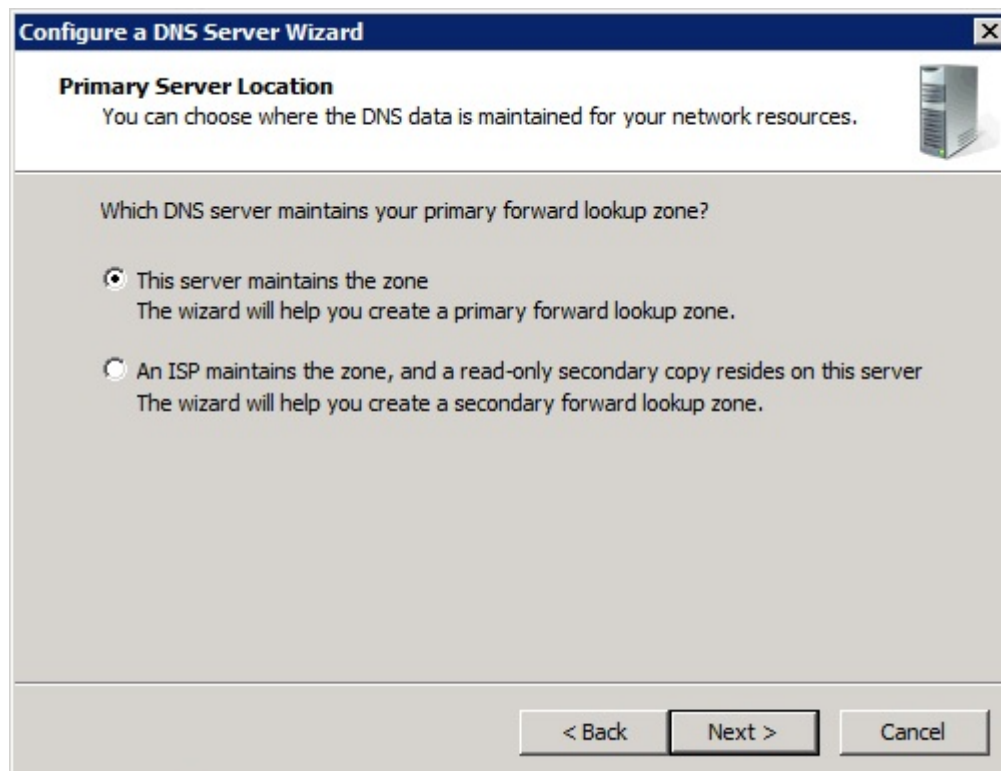 Configure a DNS Server Wizard
Primary Server Location
You can choose where the DNS data is maintained for your network resources.
Which DNS server maintains your primary forward lookup zone?
This server maintains the zone
The wizard will help you create a primary forward lookup zone.
An ISP maintains the zone, and a read-only secondary copy resides on this server
The wizard will help you create a secondary forward lookup zone.
< Back Next > Cancel